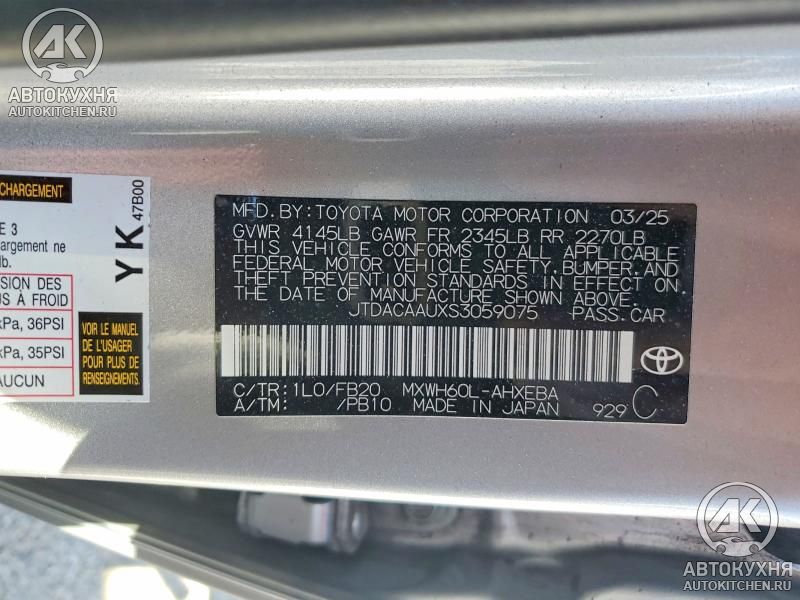 AK
АВТОКУХНЯ
AUTOKITCHEN.RU
CHARGEMENT
E 3
argement ne
lb.
SION DES
US À FROID
kPa, 36PSI
kPa, 35PSI
AUCUN
YK
47B00
VOIR LE MANUEL
DE L'USAGER
POUR PLUS DE
RENSEIGNEMENTS.
MFD.BY:TOYOTA MOTOR CORPORATION 03/25
GVWR 4145LB GAWR FR 2345LB RR 2270LB
THIS VEHICLE CONFORMS TO ALL APPLICABLE
FEDERAL MOTOR VEHICLE SAFETY, BUMPER, AND
THEFT PREVENTION STANDARDS IN EFFECT ON
THE DATE OF MANUFACTURE SHOWN ABOVE.
JTDACAAUXS3059075 PASS.CAR
C/TR:1L0/FB20 MXWH60L-AHXEBA
A/TM: /PB10 MADE IN JAPAN 929 C
AK
АВТОКУХНЯ
AUTOKITCHEN.RU